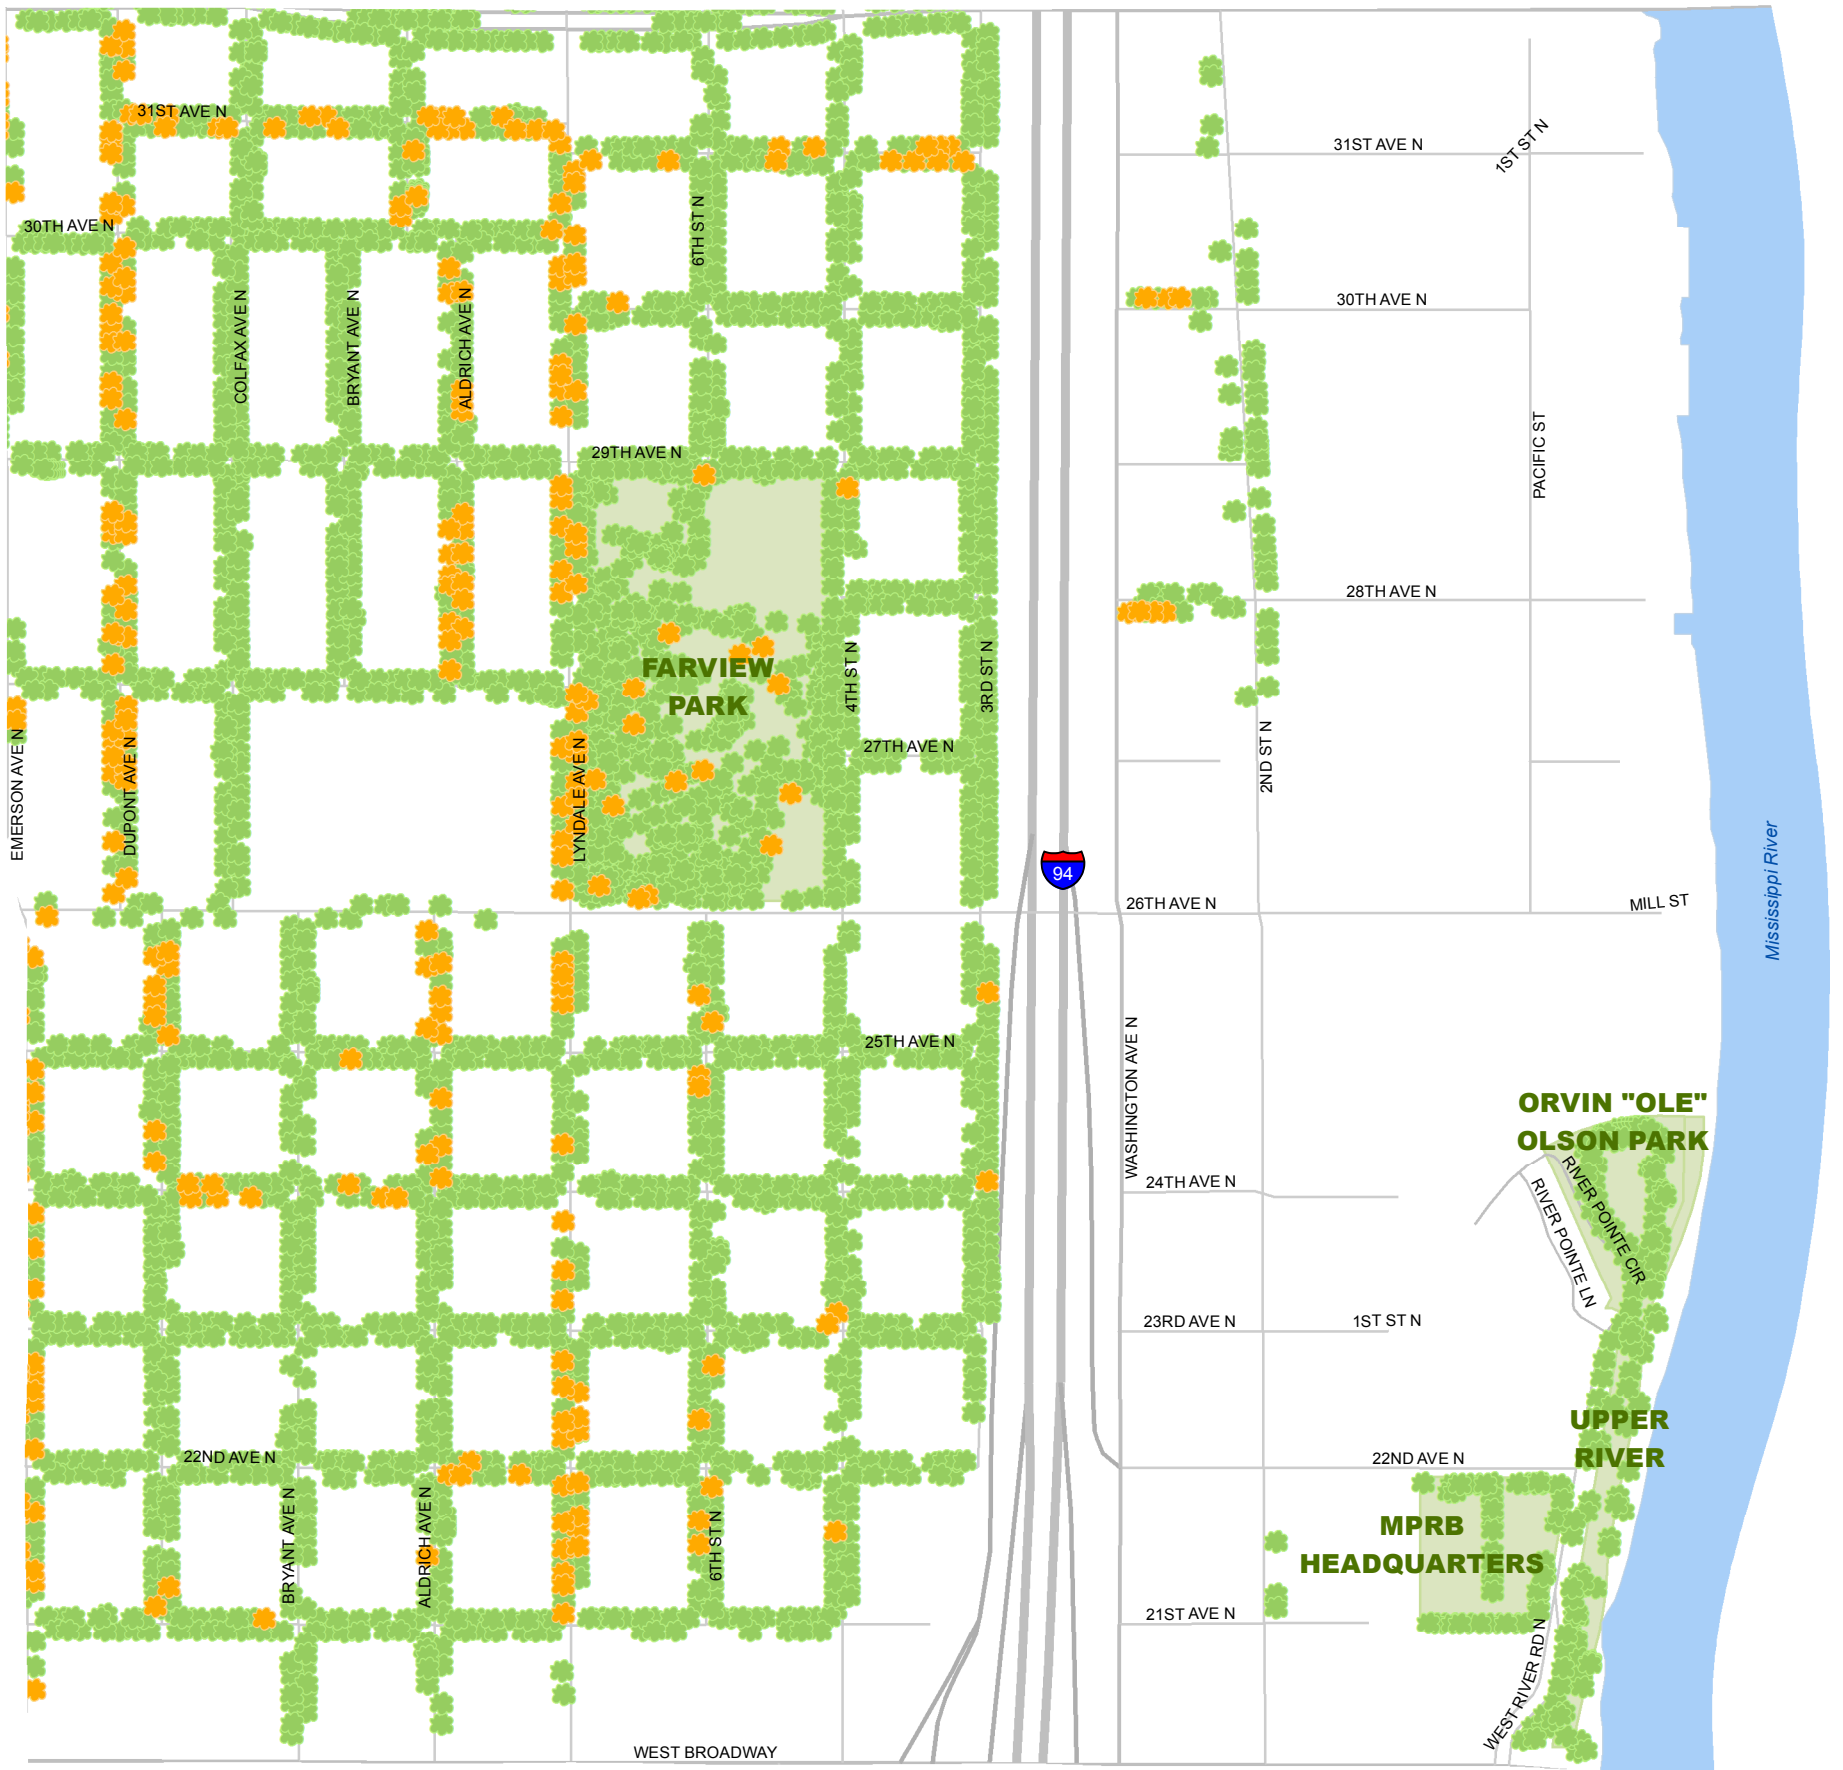 31ST AVE N
31ST AVE N
1ST ST N
30TH AVE N
6TH ST N
30TH AVE N
COLFAX AVE N
BRYANT AVE N
ALDRICH AVE N
29TH AVE N
PACIFIC ST
28TH AVE N
FARVIEW
PARK
4TH ST N
3RD ST N
27TH AVE N
2ND ST N
EMERSON AVE N
DUPONT AVE N
LYNDALE AVE N
94
26TH AVE N
MILL ST
Mississippi River
25TH AVE N
WASHINGTON AVE N
ORVIN "OLE"
OLSON PARK
24TH AVE N
RIVER POINTE CIR
RIVER POINTE LN
23RD AVE N
1ST ST N
UPPER
RIVER
22ND AVE N
22ND AVE N
BRYANT AVE N
ALDRICH AVE N
6TH ST N
MPRB
HEADQUARTERS
21ST AVE N
WEST RIVER RD N
WEST BROADWAY